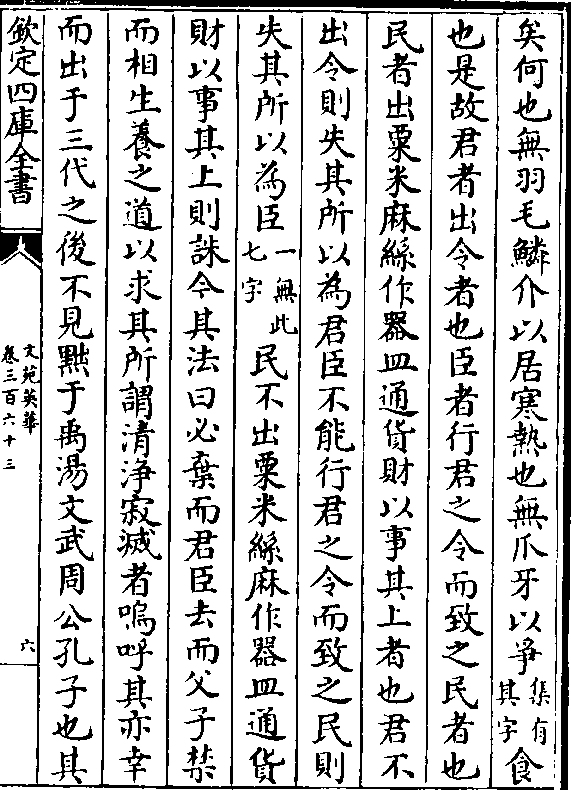 矣何也無羽毛鱗介以居寒熱也無爪牙以爭集有其字食
也是故君者出令者也臣者行君之令而致之民者也
民者出粟米麻絲作器皿通貨財以事其上者也君不
出令則失其所以為君臣不能行君之令而致之民則
失其所以為臣一無此七字民不出粟米絲麻作器皿通貨
財以事其上則誅今其法曰必棄而君臣去而父子禁
而相生養之道以求其所謂清浄寂滅者嗚呼其亦幸
而出于三代之後不見黜于禹湯文武周公孔子也其
欽定四庫全書
文苑英華
卷三百六十三
六